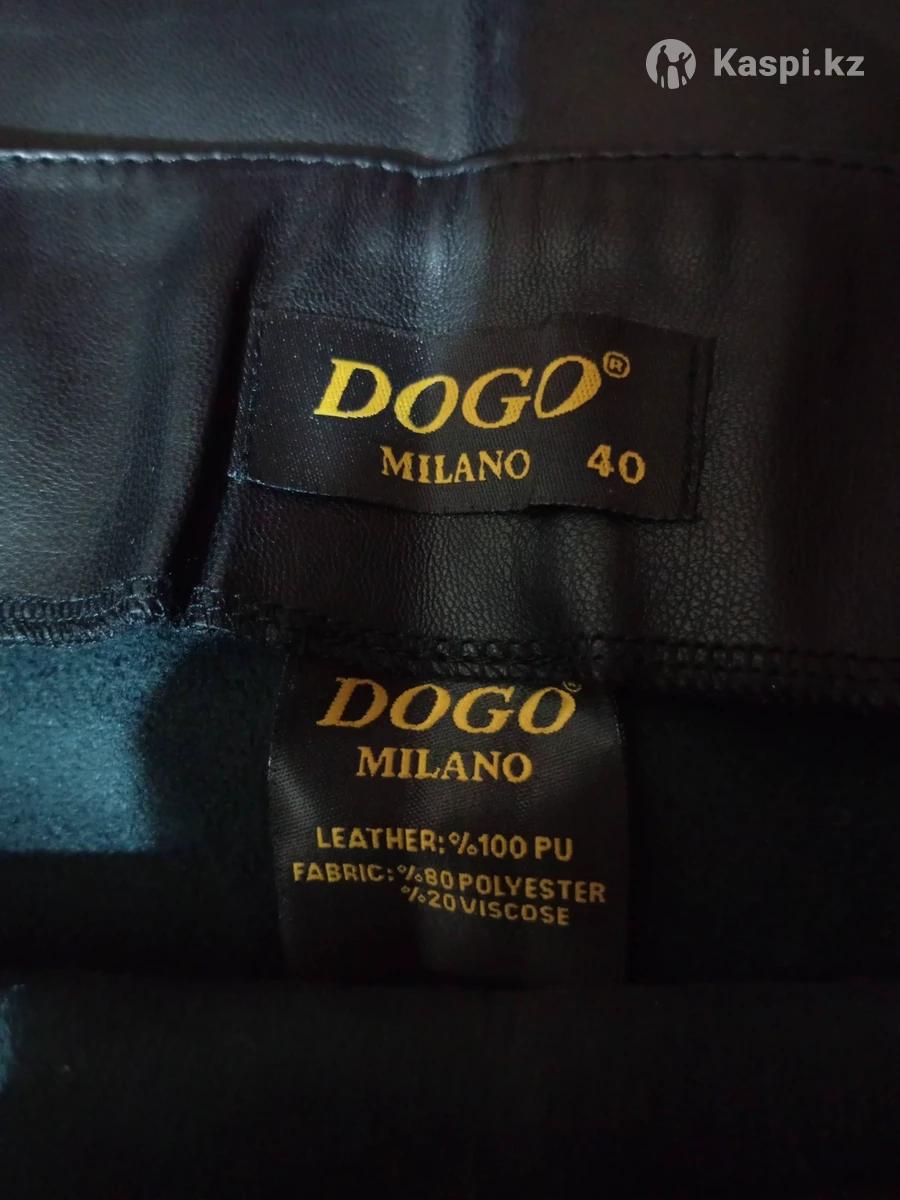 Kaspi.kz
DOGO®
MILANO 40
DOGO
MILANO
LEATHER:%100 PU
FABRIC:%80 POLYESTER
%20 VISCOSE